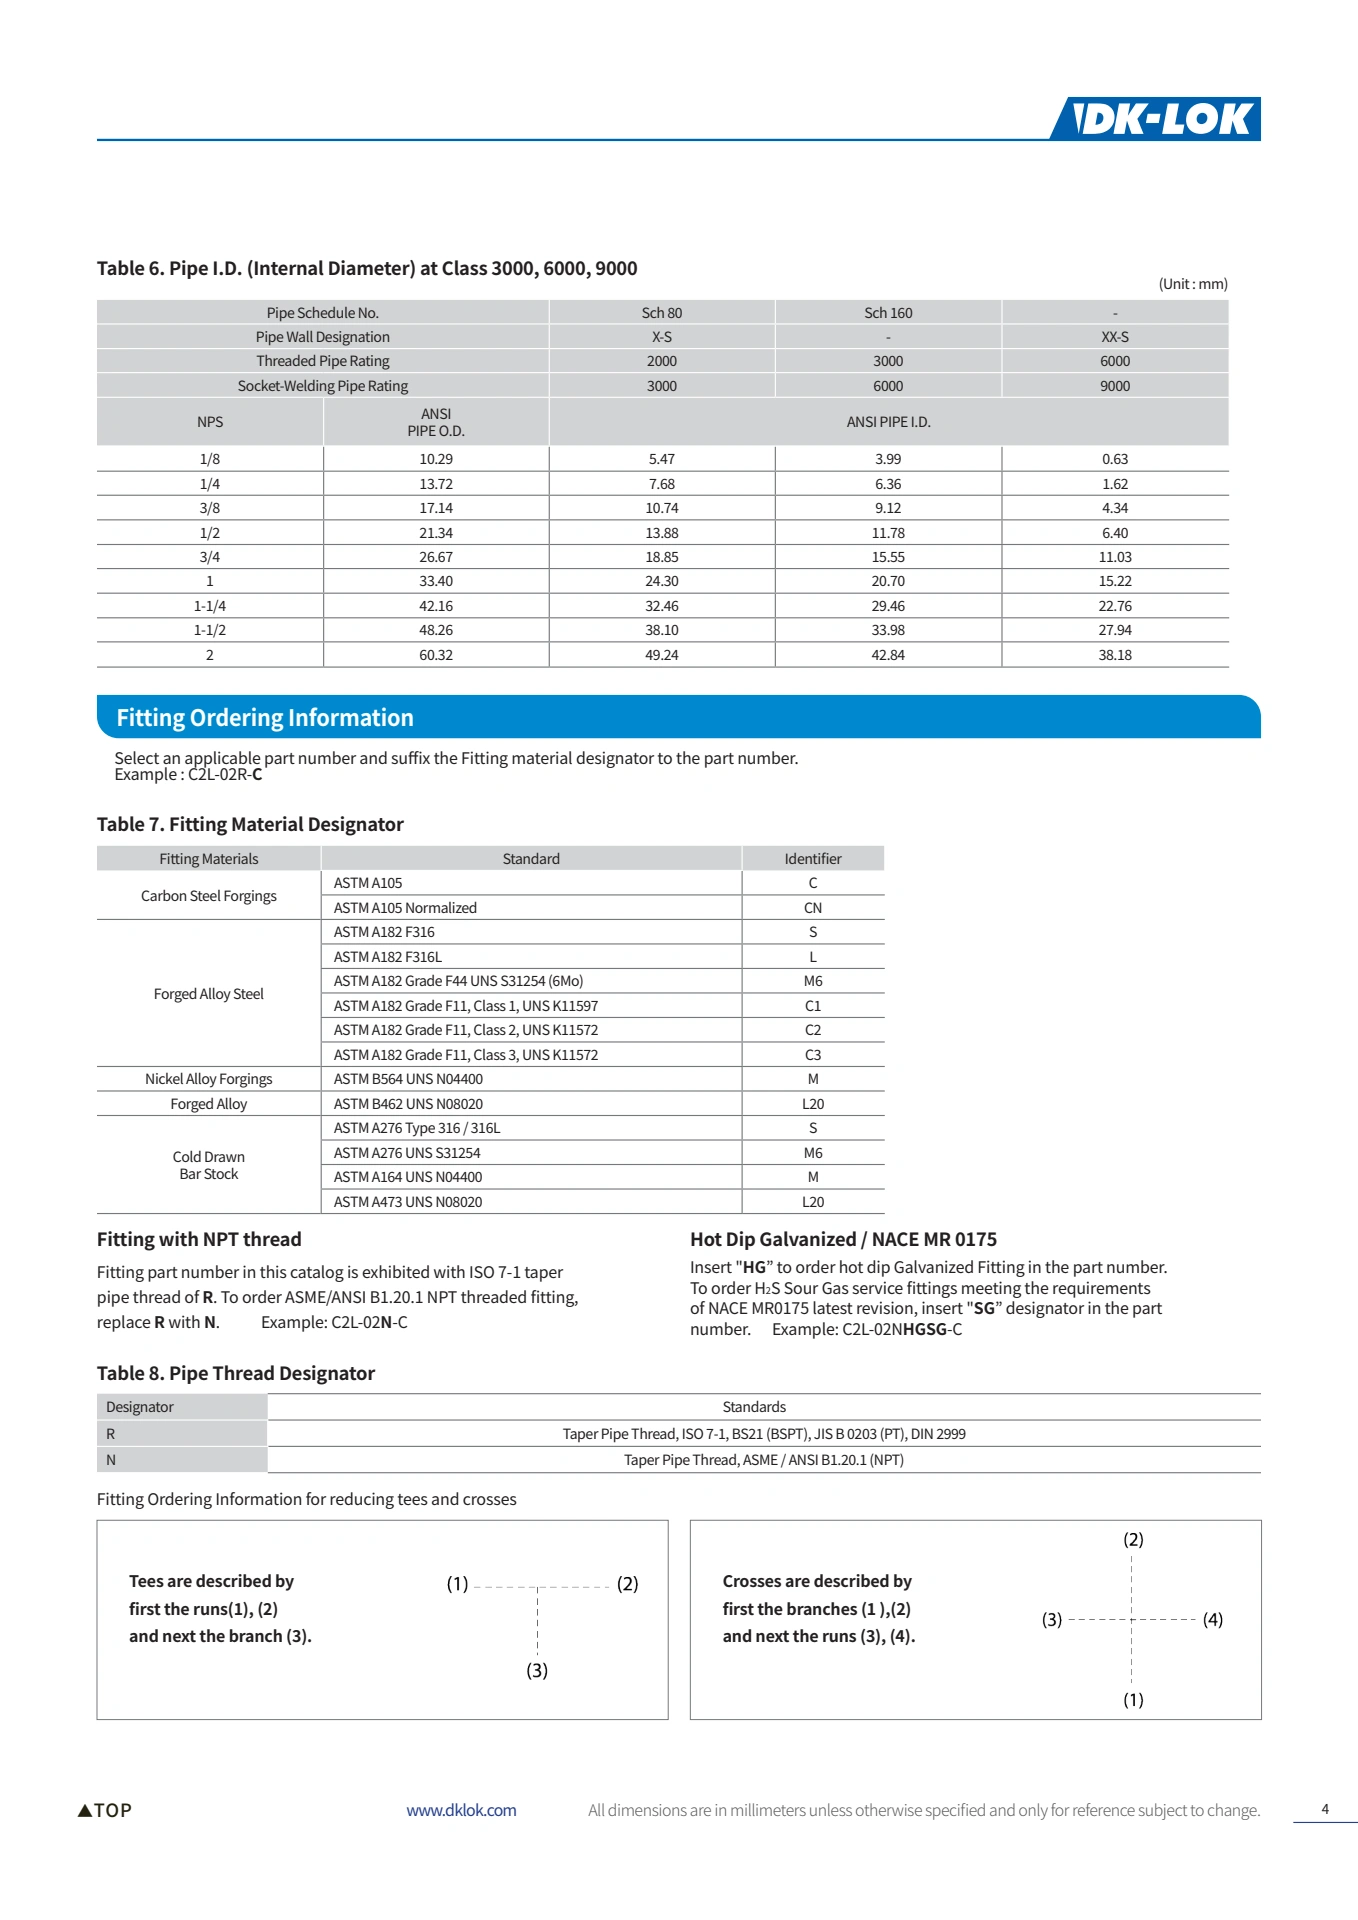 DK-LOK
Table 6. Pipe I.D. (Internal Diameter) at Class 3000, 6000, 9000
(Unit : mm)
Pipe Schedule No. Sch 80 Sch 160 -
Pipe Wall Designation X-S - XX-S
Threaded Pipe Rating 2000 3000 6000
Socket-Welding Pipe Rating 3000 6000 9000
NPS ANSI PIPE O.D. ANSI PIPE I.D.
1/8 10.29 5.47 3.99 0.63
1/4 13.72 7.68 6.36 1.62
3/8 17.14 10.74 9.12 4.34
1/2 21.34 13.88 11.78 6.40
3/4 26.67 18.85 15.55 11.03
1 33.40 24.30 20.70 15.22
1-1/4 42.16 32.46 29.46 22.76
1-1/2 48.26 38.10 33.98 27.94
2 60.32 49.24 42.84 38.18
Fitting Ordering Information
Select an applicable part number and suffix the Fitting material designator to the part number.
Example : C2L-02R-C
Table 7. Fitting Material Designator
Fitting Materials Standard Identifier
Carbon Steel Forgings
ASTM A105 C
ASTM A105 Normalized CN
Forged Alloy Steel
ASTM A182 F316 S
ASTM A182 F316L L
ASTM A182 Grade F44 UNS S31254 (6Mo) M6
ASTM A182 Grade F11, Class 1, UNS K11597 C1
ASTM A182 Grade F11, Class 2, UNS K11572 C2
ASTM A182 Grade F11, Class 3, UNS K11572 C3
Nickel Alloy Forgings ASTM B564 UNS N04400 M
Forged Alloy ASTM B462 UNS N08020 L20
Cold Drawn
Bar Stock
ASTM A276 Type 316 / 316L S
ASTM A276 UNS S31254 M6
ASTM A164 UNS N04400 M
ASTM A473 UNS N08020 L20
Fitting with NPT thread
Fitting part number in this catalog is exhibited with ISO 7-1 taper
pipe thread of R. To order ASME/ANSI B1.20.1 NPT threaded fitting,
replace R with N. Example: C2L-02N-C
Hot Dip Galvanized / NACE MR 0175
Insert "HG” to order hot dip Galvanized Fitting in the part number.
To order H2S Sour Gas service fittings meeting the requirements
of NACE MR0175 latest revision, insert "SG” designator in the part
number. Example: C2L-02NHGSG-C
Table 8. Pipe Thread Designator
Designator Standards
R Taper Pipe Thread, ISO 7-1, BS21 (BSPT), JIS B 0203 (PT), DIN 2999
N Taper Pipe Thread, ASME / ANSI B1.20.1 (NPT)
Fitting Ordering Information for reducing tees and crosses
Tees are described by
first the runs(1), (2)
and next the branch (3).
(1) (2)
(3)
Crosses are described by
first the branches (1 ),(2)
and next the runs (3), (4).
(2)
(3) (4)
(1)
▲TOP
www.dklok.com
All dimensions are in millimeters unless otherwise specified and only for reference subject to change.
4